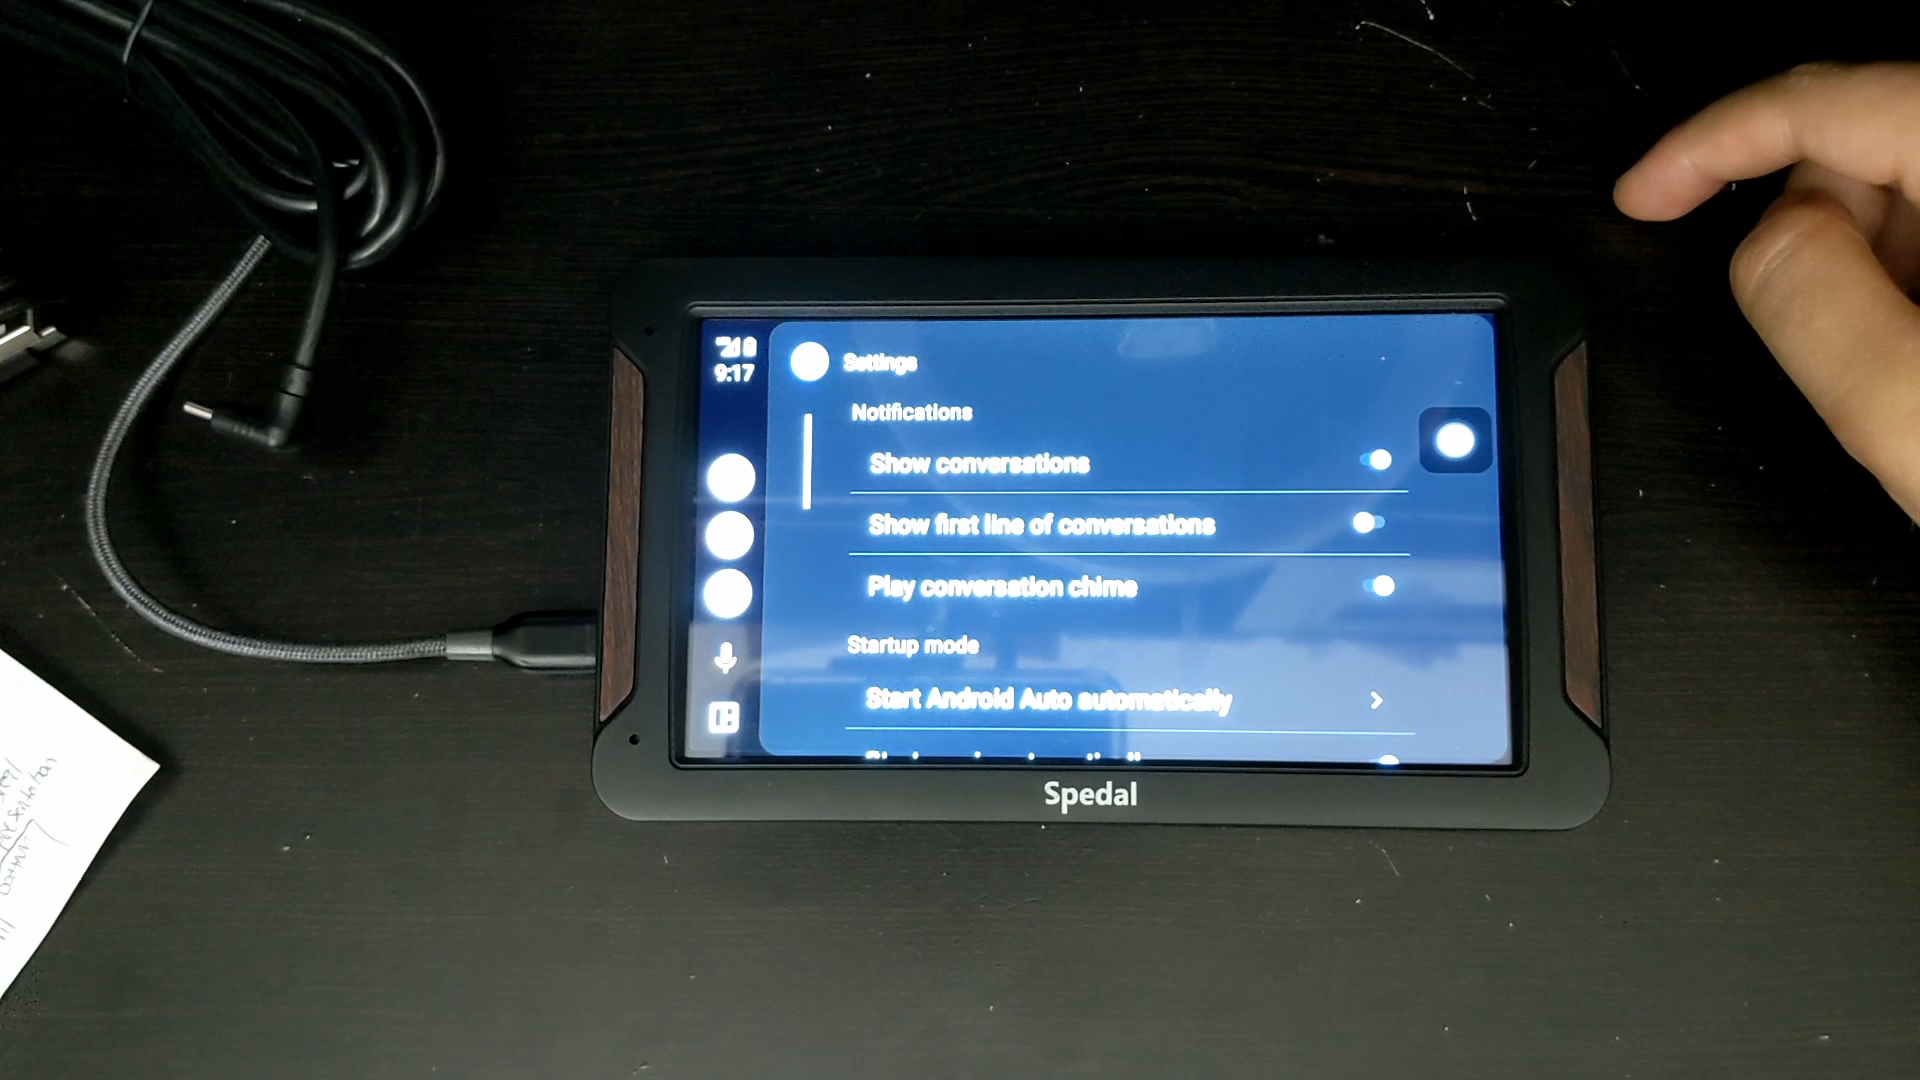 9:17
Settings
Notifications
Show conversations
Show first line of conversations
Play conversation chime
Startup mode
Start Android Auto automatically
Spedal